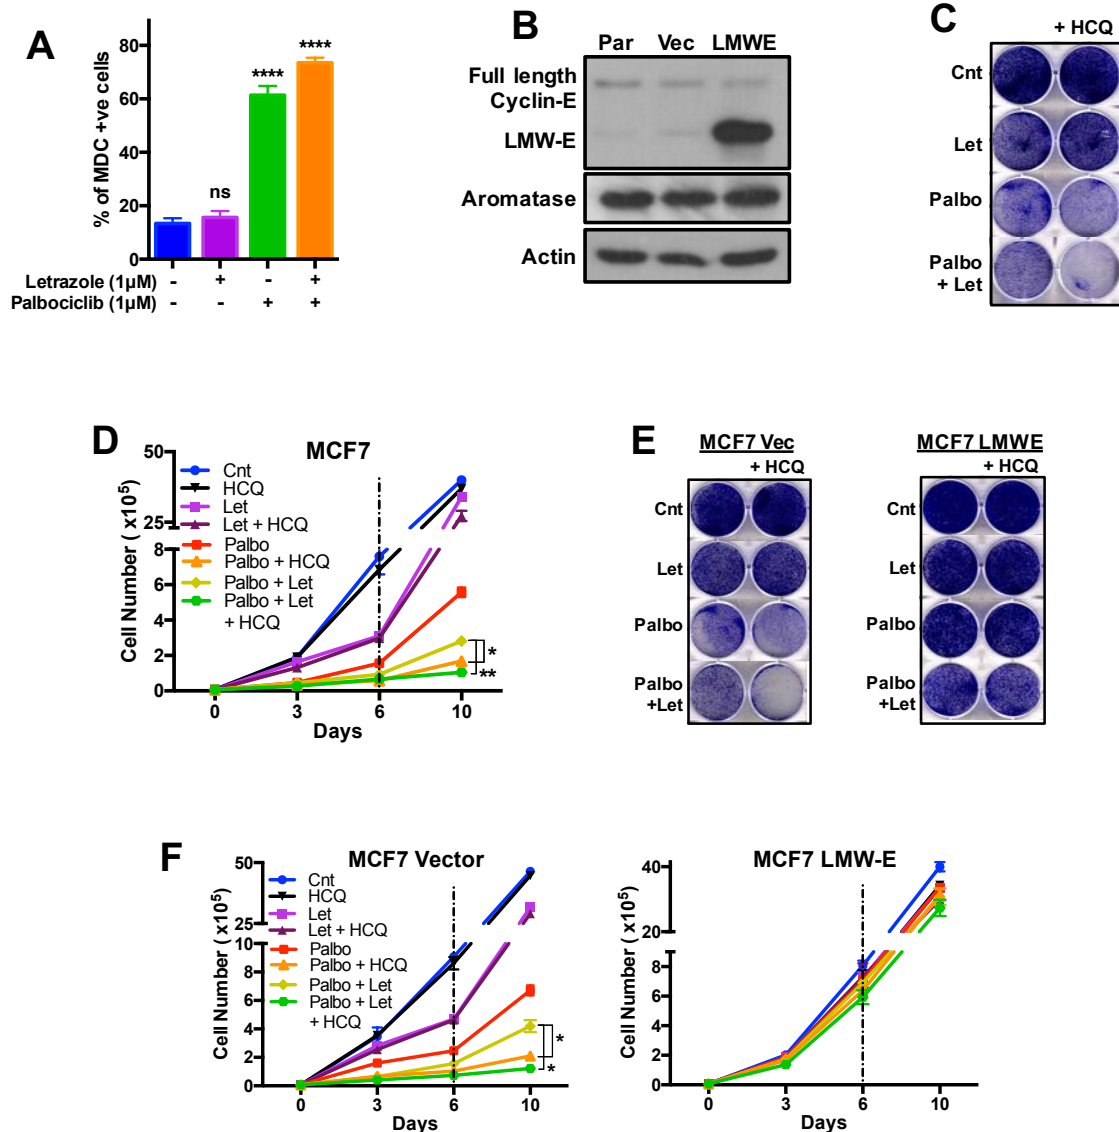 A
% of MDC +ve cells
80
60
40
20
0
****
****
ns
Letrazole (1µM) - + - +
Palbociclib (1µM) - - + +
B
Par Vec LMWE
Full length
Cyclin-E
LMW-E
Aromatase
Actin
C
+ HCQ
Cnt
Let
Palbo
Palbo
+ Let
D
MCF7
Cell Number ( x10⁵)
50
25
8
6
4
2
0
Cnt
HCQ
Let
Let + HCQ
Palbo
Palbo + HCQ
Palbo + Let
Palbo + Let
+ HCQ
*
**
0 3 6 10
Days
E
MCF7 Vec
+ HCQ
Cnt
Let
Palbo
Palbo
+Let
MCF7 LMWE
+ HCQ
Cnt
Let
Palbo
Palbo
+Let
F
MCF7 Vector
Cell Number ( x10⁵)
50
25
10
8
6
4
2
0
Cnt
HCQ
Let
Let + HCQ
Palbo
Palbo + HCQ
Palbo + Let
Palbo + Let
+ HCQ
*
*
0 3 6 10
Days
MCF7 LMW-E
Cell Number ( x10⁵)
40
20
8
6
4
2
0
0 3 6 10
Days